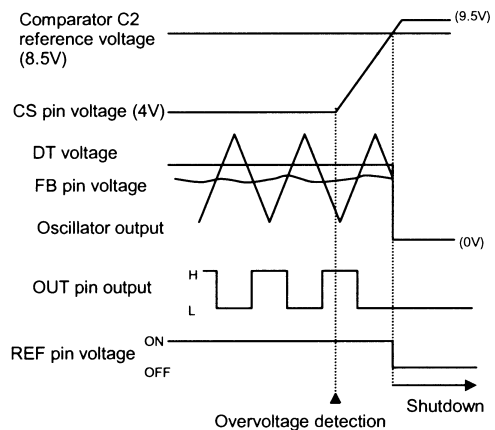 Comparator C2
reference voltage
(8.5V)
(9.5V)
CS pin voltage (4V)
DT voltage
FB pin voltage
Oscillator output
(0V)
H
OUT pin output
L
ON
REF pin voltage
OFF
Shutdown
Overvoltage detection